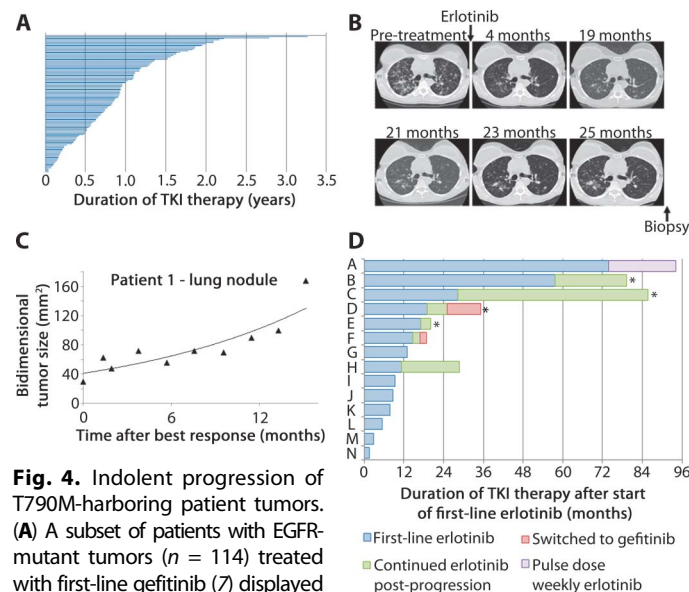 A
0 0.5 1.0 1.5 2.0 2.5 3.0 3.5
Duration of TKI therapy (years)
B
Erlotinib
Pre-treatment 4 months 19 months
21 months 23 months 25 months
Biopsy
C
Patient 1 - lung nodule
160
120
80
40
0
0 6 12
Bidimensional
tumor size (mm²)
Time after best response (months)
D
A
B *
C *
D *
E *
F
G
H
I
J
K
L
M
N
0 12 24 36 48 60 72 84 96
Duration of TKI therapy after start
of first-line erlotinib (months)
First-line erlotinib
Switched to gefitinib
Continued erlotinib
post-progression
Pulse dose
weekly erlotinib
Fig. 4. Indolent progression of
T790M-harboring patient tumors.
(A) A subset of patients with EGFR-
mutant tumors (n = 114) treated
with first-line gefitinib (7) displayed